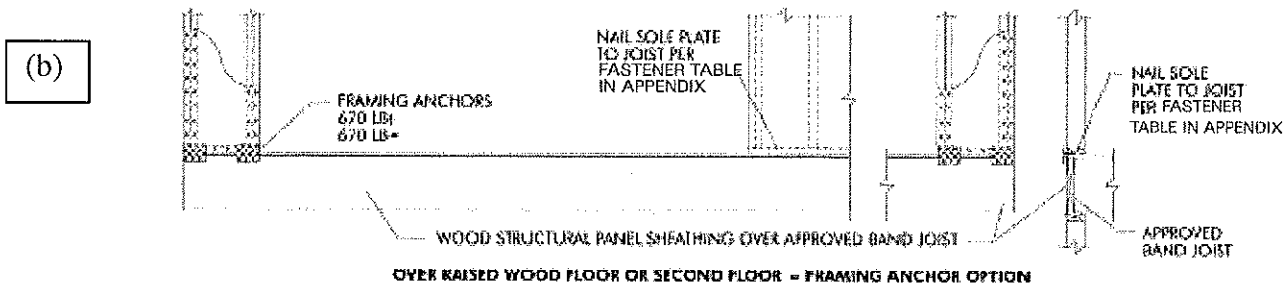 (b)
NAIL SOLE PLATE
TO JOIST PER
FASTENER TABLE
IN APPENDIX
FRAMING ANCHORS
670 LB↑
670 LB←
NAIL SOLE
PLATE TO JOIST
PER FASTENER
TABLE IN APPENDIX
WOOD STRUCTURAL PANEL SHEATHING OVER APPROVED BAND JOIST
APPROVED
BAND JOIST
OVER RAISED WOOD FLOOR OR SECOND FLOOR - FRAMING ANCHOR OPTION